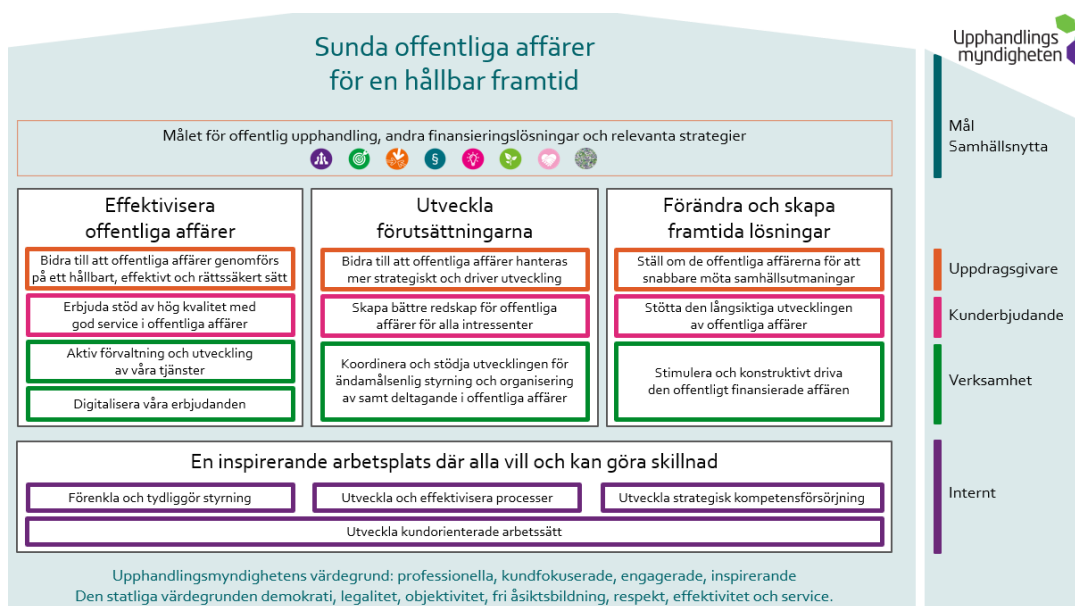 Sunda offentliga affärer
för en hållbar framtid
Upphandlings
myndigheten
Målet för offentlig upphandling, andra finansieringslösningar och relevanta strategier
§
Mål
Samhällsnytta
Effektivisera
offentliga affärer
Bidra till att offentliga affärer genomförs
på ett hållbart, effektivt och rättssäkert sätt
Erbjuda stöd av hög kvalitet med
god service i offentliga affärer
Aktiv förvaltning och utveckling
av våra tjänster
Digitalisera våra erbjudanden
Utveckla
förutsättningarna
Bidra till att offentliga affärer hanteras
mer strategiskt och driver utveckling
Skapa bättre redskap för offentliga
affärer för alla intressenter
Koordinera och stödja utvecklingen för
ändamålsenlig styrning och organisering
av samt deltagande i offentliga affärer
Förändra och skapa
framtida lösningar
Ställ om de offentliga affärerna för att
snabbare möta samhällsutmaningar
Stötta den långsiktiga utvecklingen
av offentliga affärer
Stimulera och konstruktivt driva
den offentligt finansierade affären
Uppdragsgivare
Kunderbjudande
Verksamhet
En inspirerande arbetsplats där alla vill och kan göra skillnad
Förenkla och tydliggör styrning
Utveckla och effektivisera processer
Utveckla strategisk kompetensförsörjning
Utveckla kundorienterade arbetssätt
Internt
Upphandlingsmyndighetens värdegrund: professionella, kundfokuserade, engagerade, inspirerande
Den statliga värdegrunden demokrati, legalitet, objektivitet, fri åsiktsbildning, respekt, effektivitet och service.